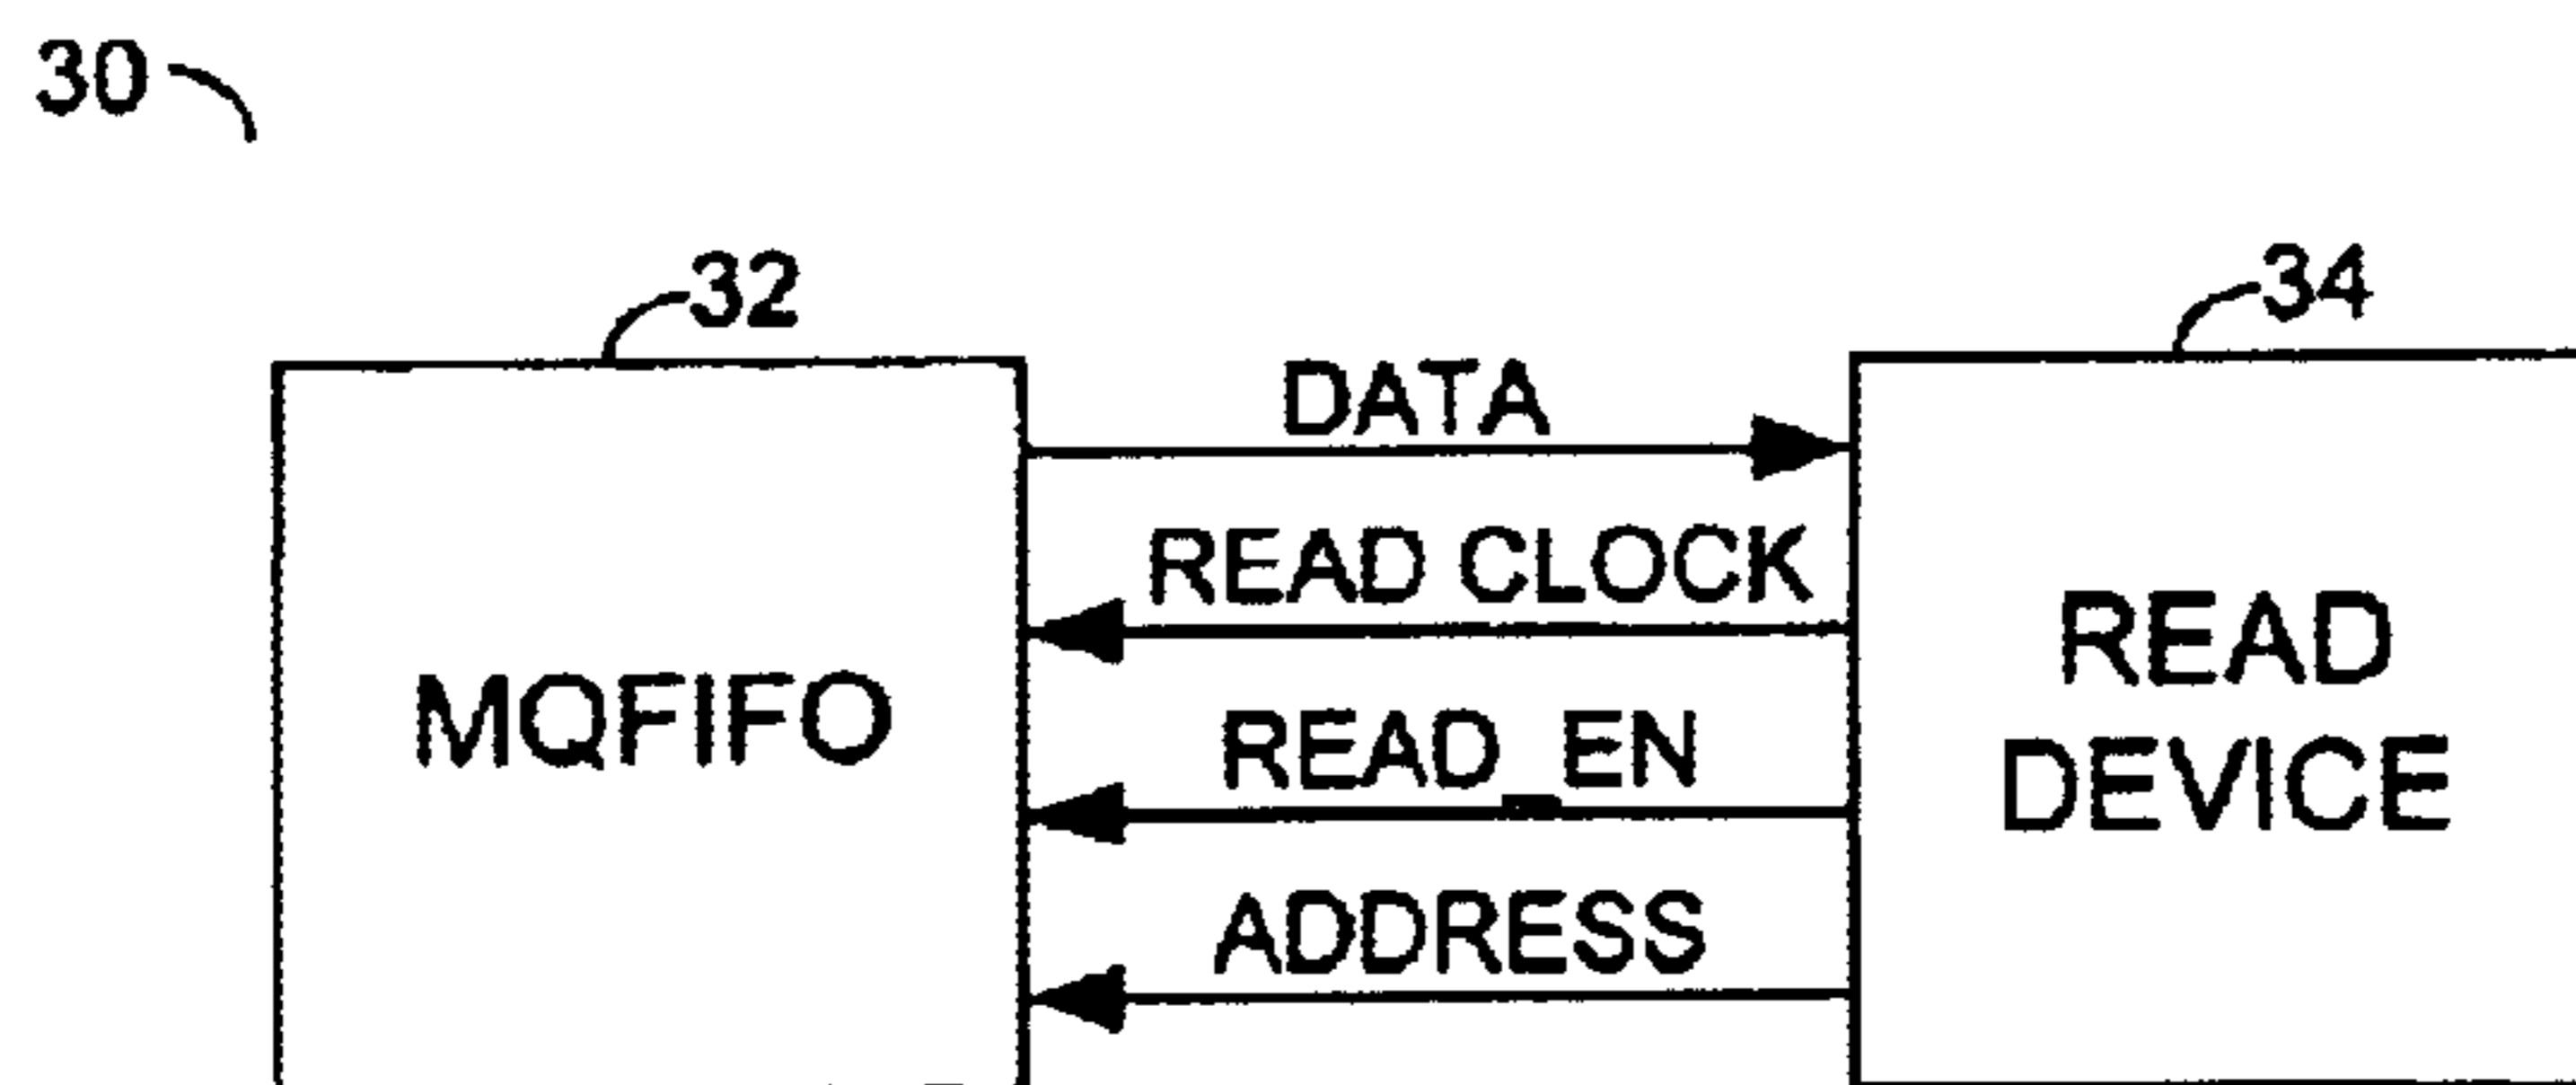 30
32
34
DATA
READ CLOCK
MQFIFO
READ
DEVICE
READ_EN
ADDRESS